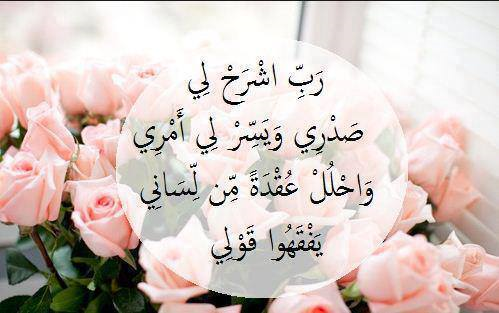 رَبِّ اشْرَحْ لِي
صَدْرِي وَيَسِّرْ لِي أَمْرِي
وَاحْلُلْ عُقْدَةً مِّن لِّسَانِي
يَفْقَهُوا قَوْلِي